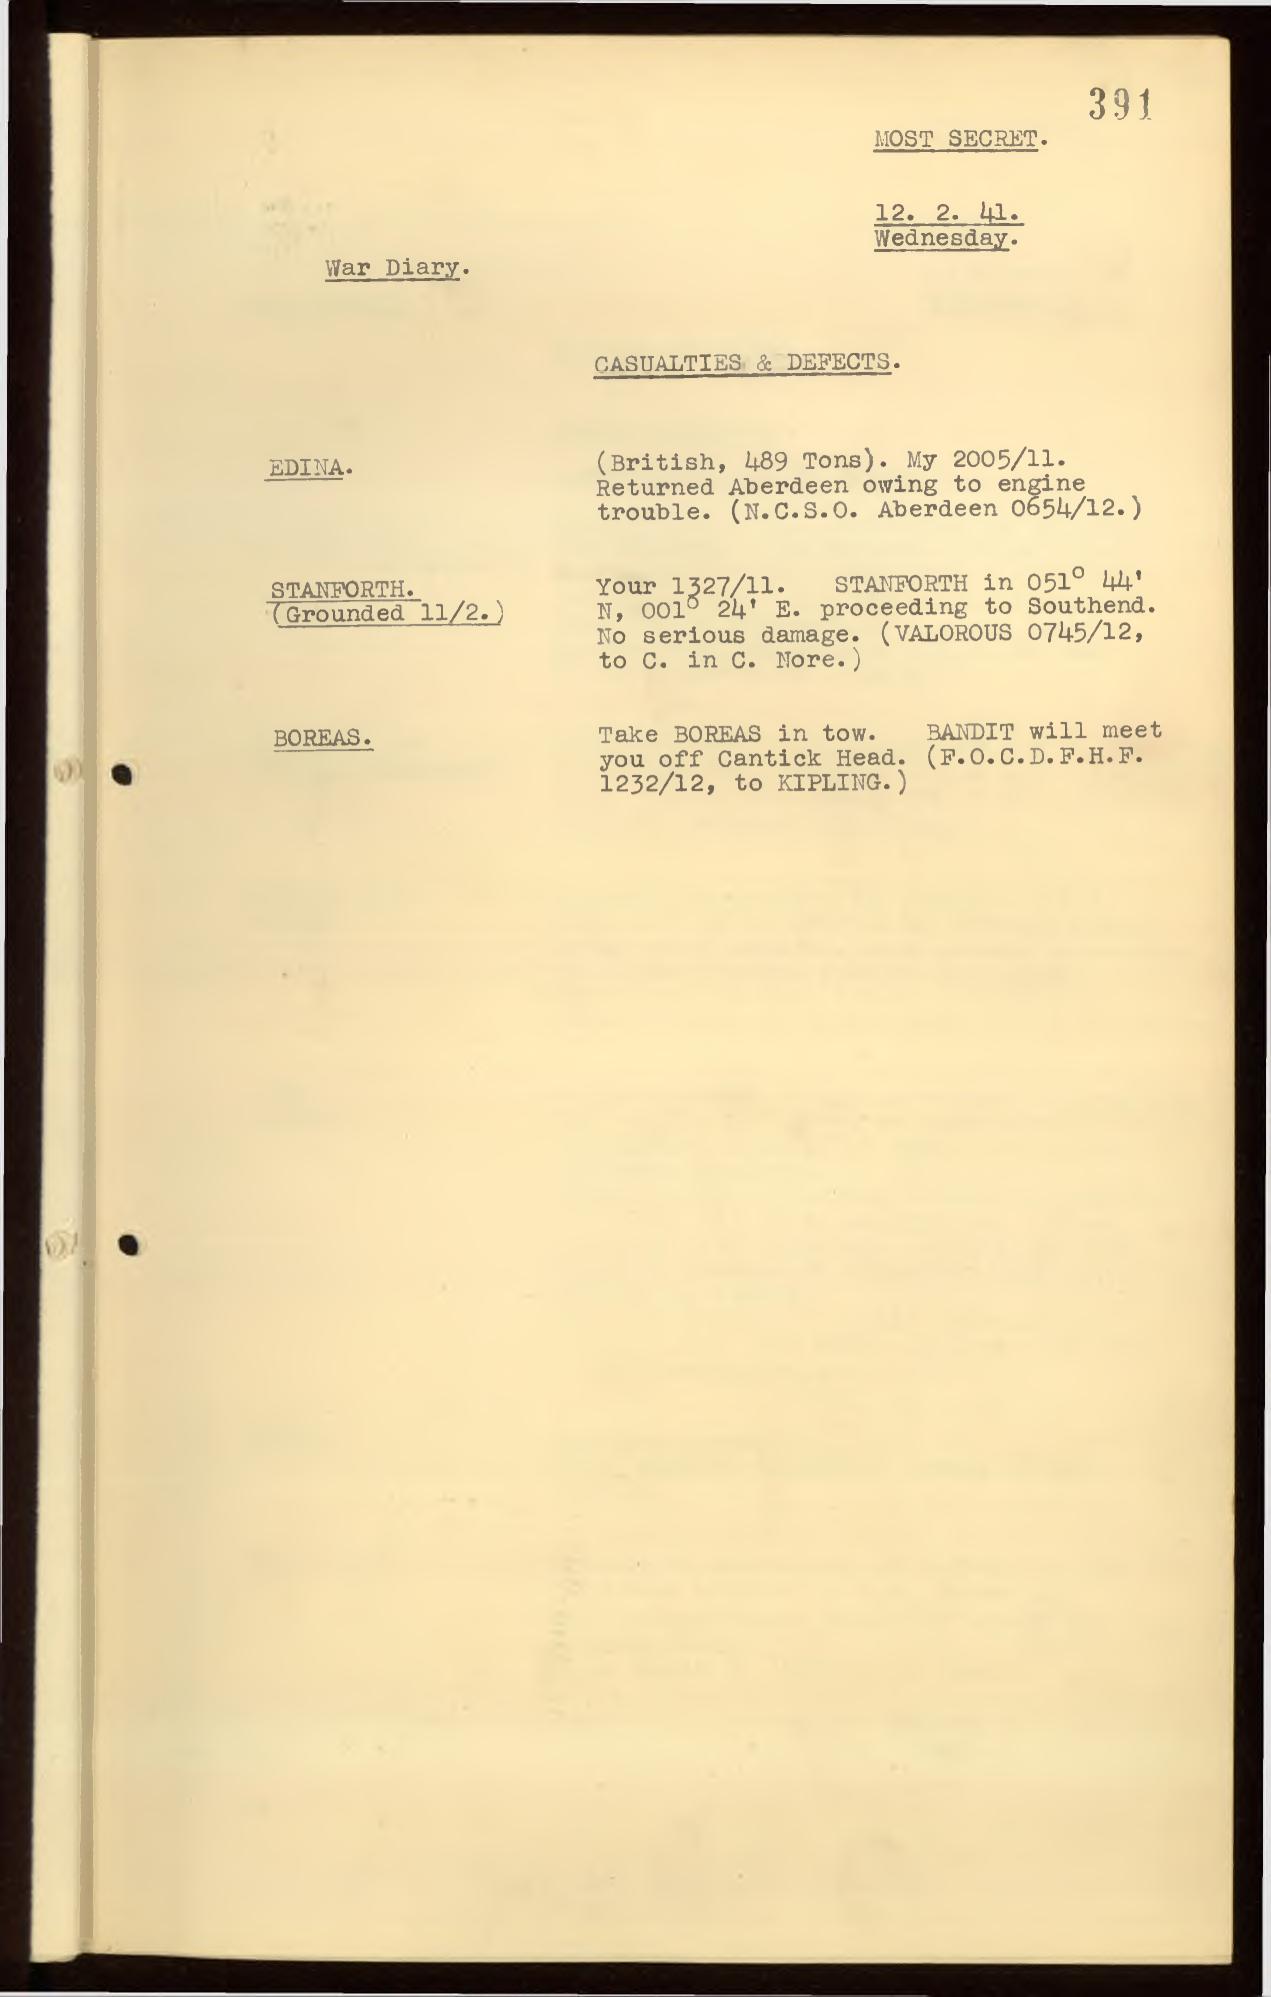 391
MOST SECRET.
12. 2. 41.
Wednesday.
War Diary.
CASUALTIES & DEFECTS.
EDINA.
(British, 489 Tons). My 2005/11.
Returned Aberdeen owing to engine
trouble. (N.C.S.O. Aberdeen 0654/12.)
STANFORTH.
(Grounded 11/2.)
Your 1327/11. STANFORTH in 051° 44'
N, 001° 24' E. proceeding to Southend.
No serious damage. (VALOROUS 0745/12,
to C. in C. Nore.)
BOREAS.
Take BOREAS in tow. BANDIT will meet
you off Cantick Head. (F.O.C.D.F.H.F.
1232/12, to KIPLING.)